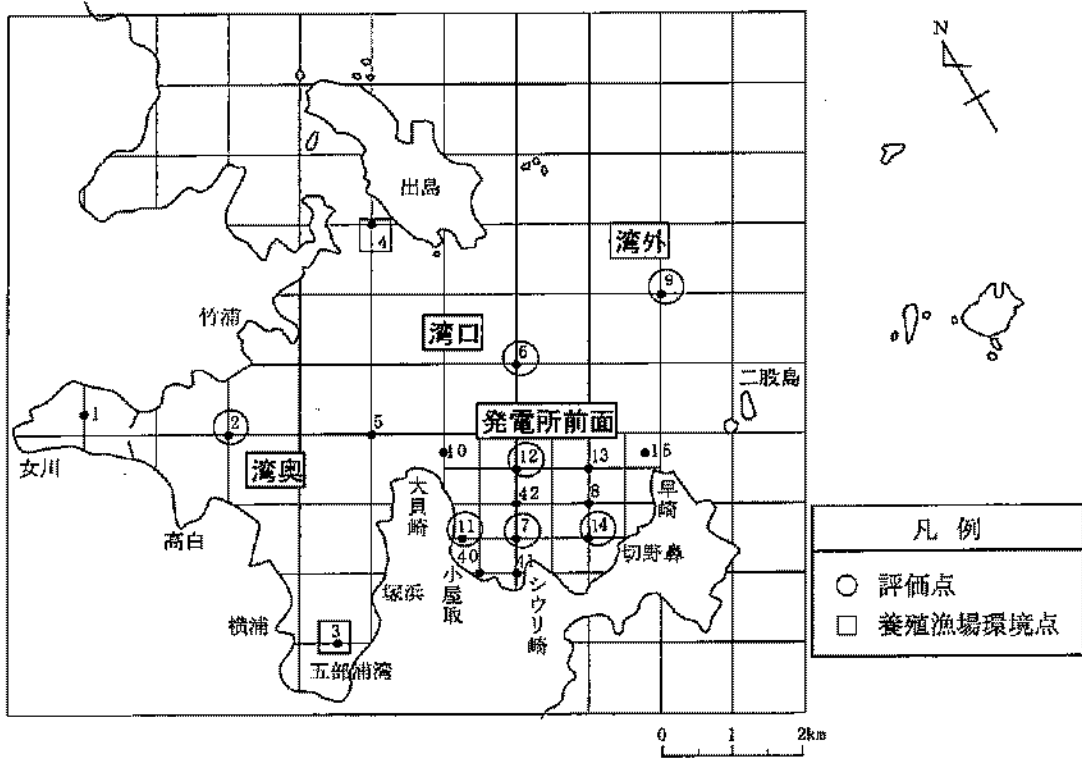 N
出島
4
湾外
9
竹浦
湾口
6
二股島
発電所前面
1
2
5
10
12
13
15
女川
湾奥
大貝崎
42
8
早崎
高白
11
7
14
切野鼻
40
41
小屋取
シウリ崎
塚浜
横浦
3
五部浦湾
凡 例
○ 評価点
□ 養殖漁場環境点
0 1 2km